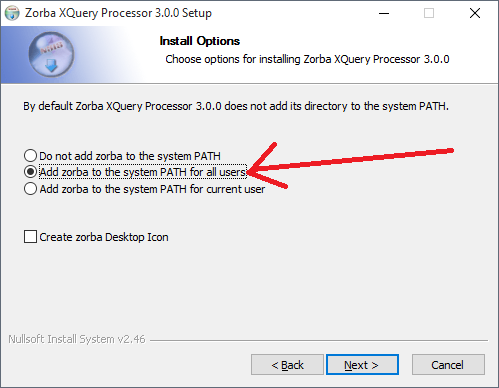 Zorba XQuery Processor 3.0.0 Setup
Install Options
Choose options for installing Zorba XQuery Processor 3.0.0
By default Zorba XQuery Processor 3.0.0 does not add its directory to the system PATH.
Do not add zorba to the system PATH
Add zorba to the system PATH for all users
Add zorba to the system PATH for current user
Create zorba Desktop Icon
Nullsoft Install System v2.46
< Back Next > Cancel